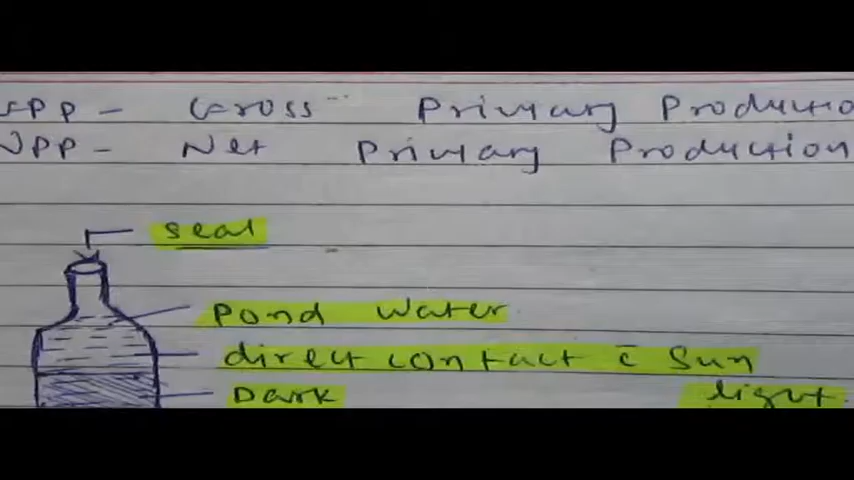 GPP - Gross Primary Productio
NPP - Net Primary Production
seal
Pond Water
direct contact c̄ Sun
light
Dark